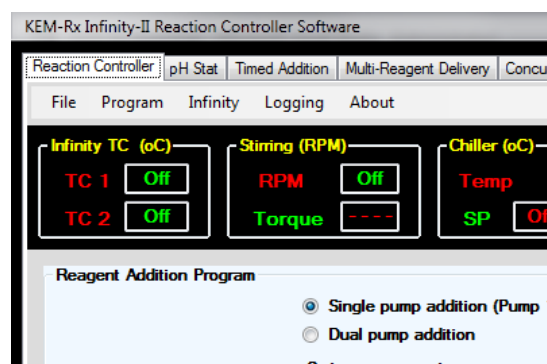 KEM-Rx Infinity-II Reaction Controller Software
Reaction Controller pH Stat Timed Addition Multi-Reagent Delivery Concu
File Program Infinity Logging About
Infinity TC (oC) Stirring (RPM) Chiller (oC)
TC 1 Off RPM Off Temp
TC 2 Off Torque ---- SP Of
Reagent Addition Program
Single pump addition (Pump
Dual pump addition